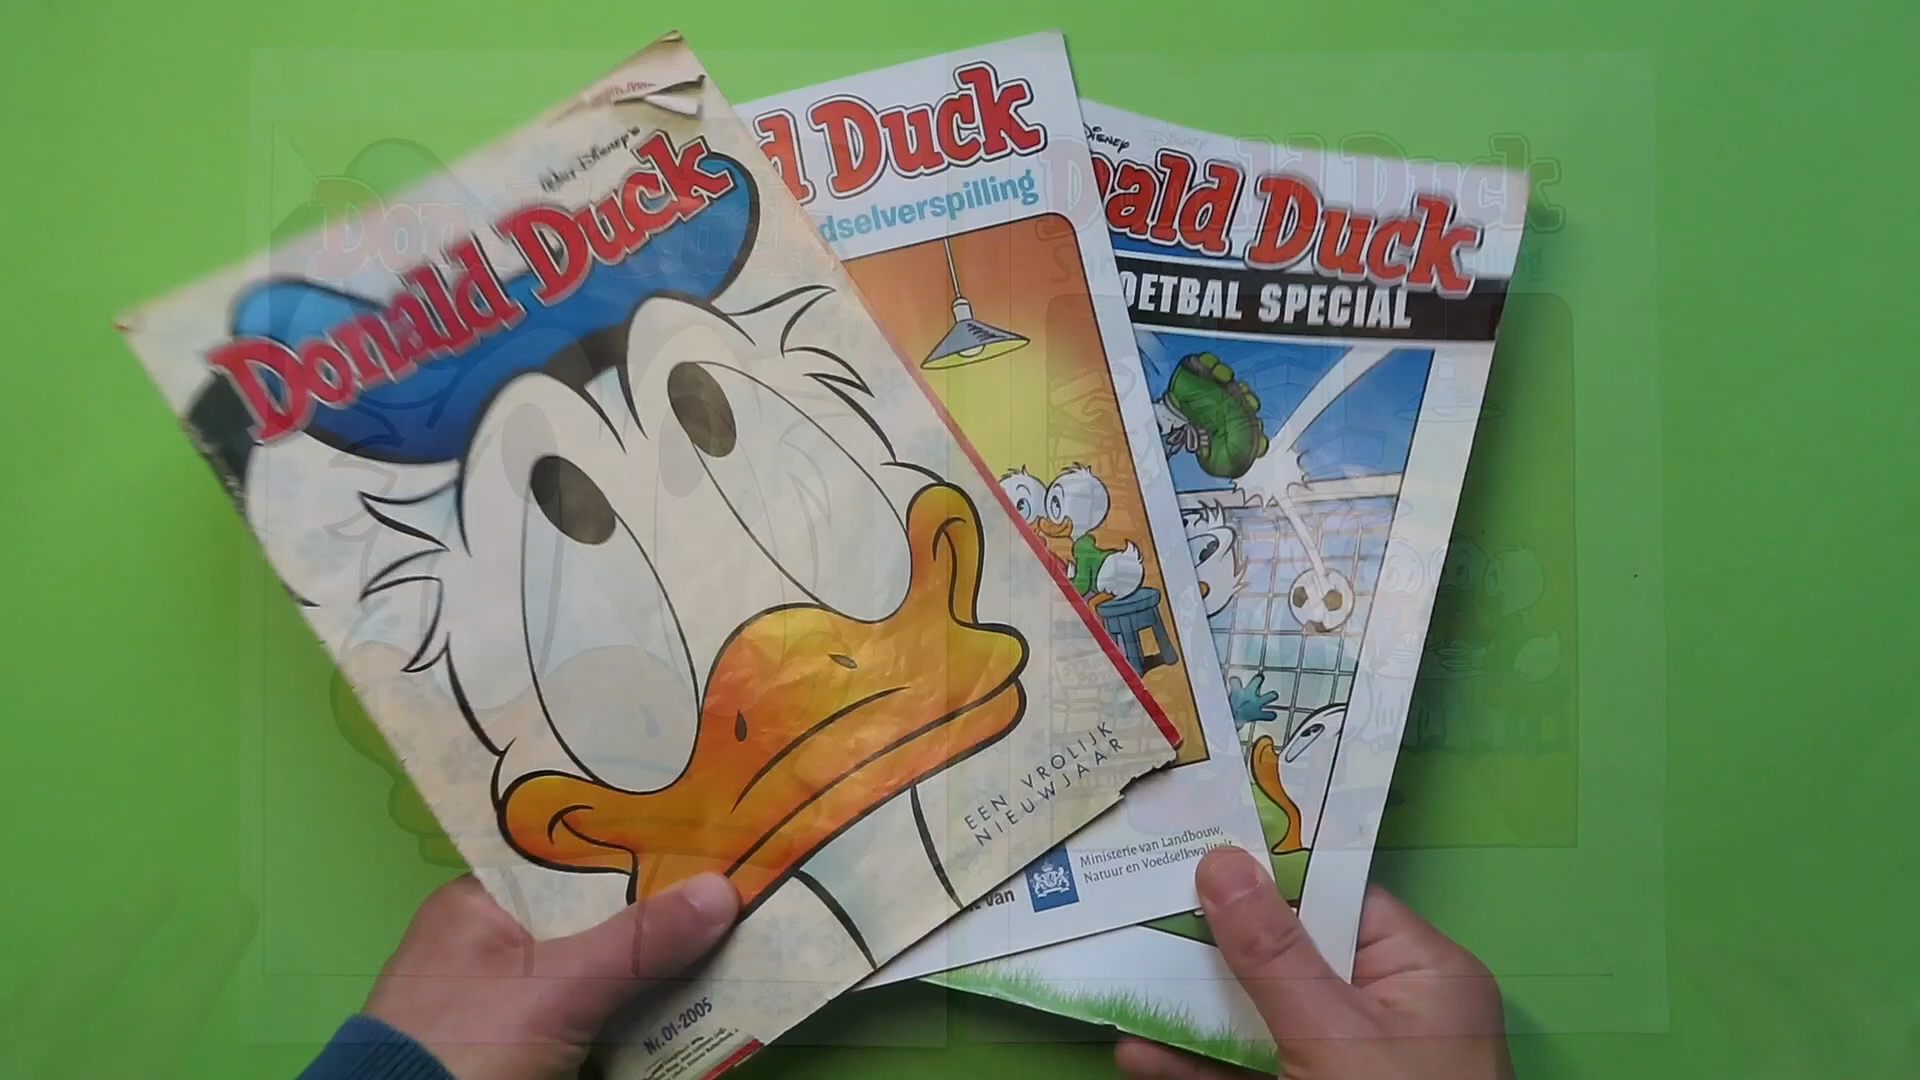 Walt Disney's
Donald Duck
EEN VROLIJK
NIEUWJAAR
Nr. 01-2005
d Duck
dselverspilling
van
Ministerie van Landbouw,
Natuur en Voedselkwaliteit
Disney
nald Duck
OETBAL SPECIAL